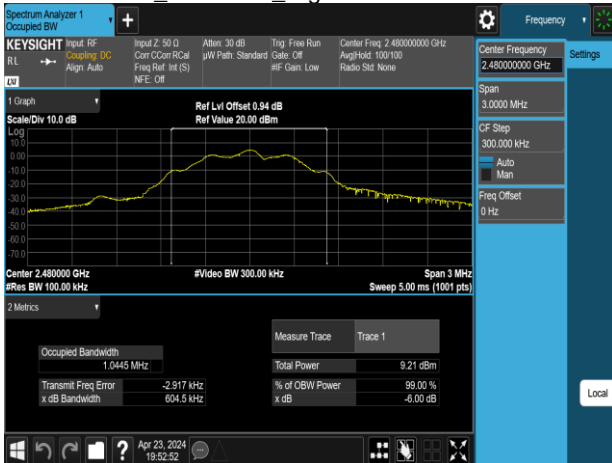 Spectrum Analyzer 1
Occupied BW
Frequency
KEYSIGHT Input: RF
RL
Coupling: DC
Align: Auto
LXI
Input Z: 50 Ω
Corr CCorr RCal
Freq Ref: Int (S)
NFE: Off
Atten: 30 dB
µW Path: Standard
Trig: Free Run
Gate: Off
#IF Gain: Low
Center Freq: 2.480000000 GHz
Avg|Hold: 100/100
Radio Std: None
Center Frequency
2.480000000 GHz
Settings
Span
3.0000 MHz
CF Step
300.000 kHz
Auto
Man
Freq Offset
0 Hz
1 Graph
Scale/Div 10.0 dB
Ref Lvl Offset 0.94 dB
Ref Value 20.00 dBm
Log
10.0
0.00
-10.0
-20.0
-30.0
-40.0
-50.0
-60.0
-70.0
Center 2.480000 GHz
#Res BW 100.00 kHz
#Video BW 300.00 kHz
Span 3 MHz
Sweep 5.00 ms (1001 pts)
2 Metrics
Measure Trace
Trace 1
Occupied Bandwidth
1.0445 MHz
Total Power
9.21 dBm
Transmit Freq Error
-2.917 kHz
% of OBW Power
99.00 %
x dB Bandwidth
604.5 kHz
x dB
-6.00 dB
Local
Apr 23, 2024
19:52:52